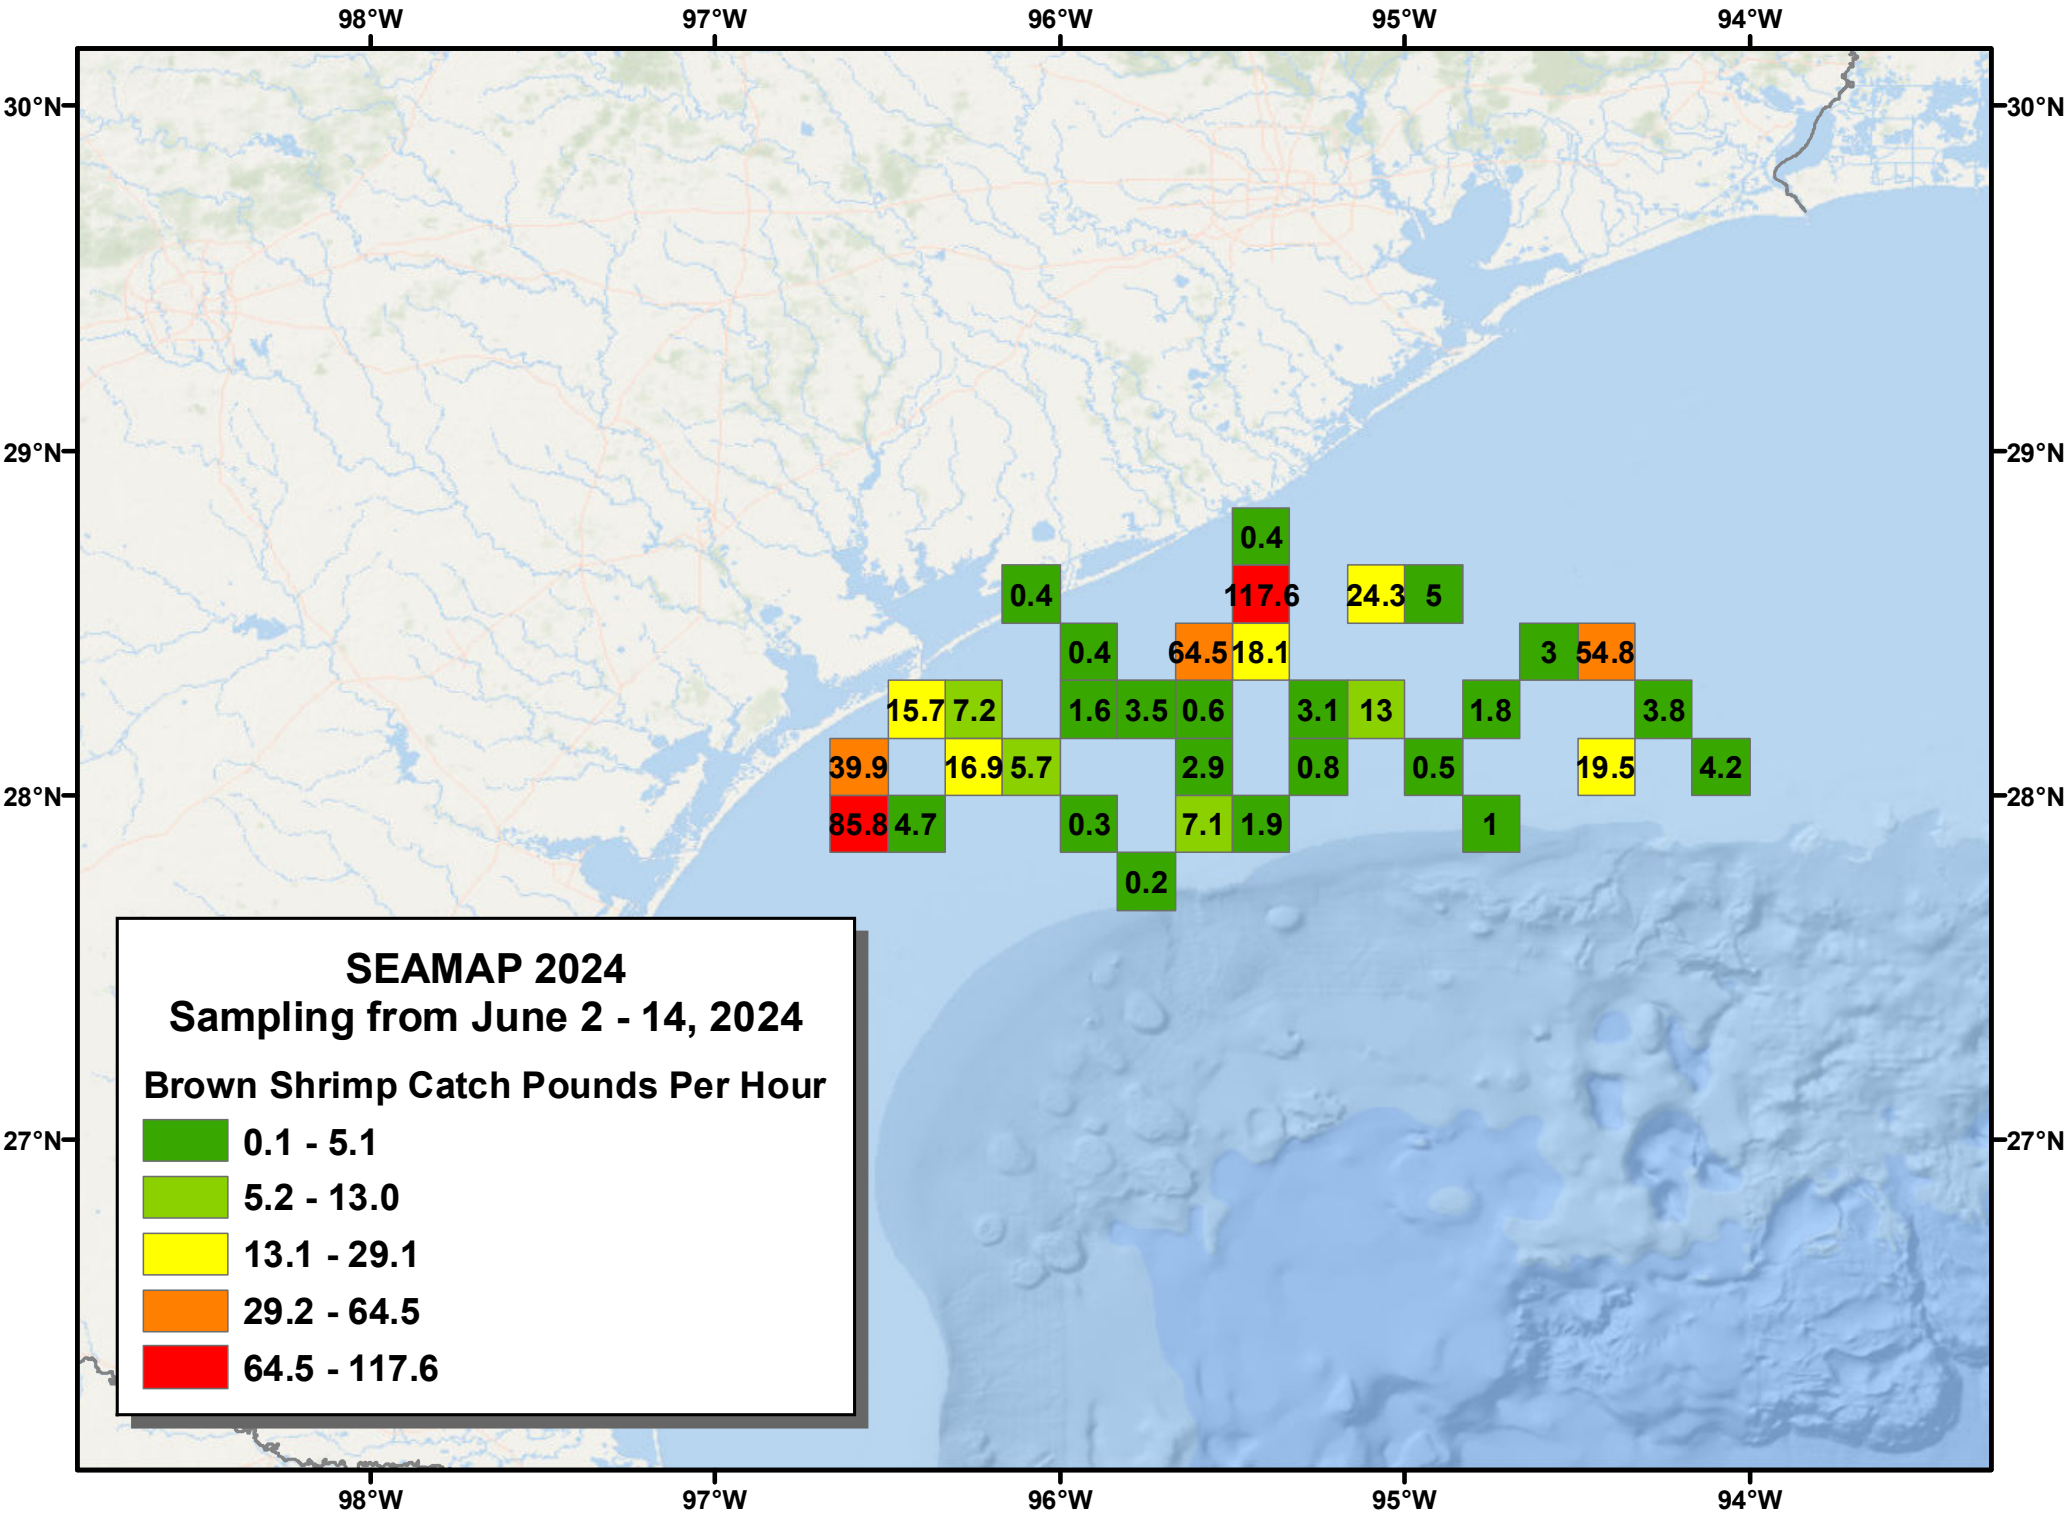 98°W 97°W 96°W 95°W 94°W
30°N 30°N
29°N 29°N
0.4
0.4 117.6 24.3 5
0.4 64.5 18.1 3 54.8
15.7 7.2 1.6 3.5 0.6 3.1 13 1.8 3.8
39.9 16.9 5.7 2.9 0.8 0.5 19.5 4.2
28°N 28°N
85.8 4.7 0.3 7.1 1.9 1
0.2
SEAMAP 2024
Sampling from June 2 - 14, 2024
Brown Shrimp Catch Pounds Per Hour
0.1 - 5.1
27°N 27°N
5.2 - 13.0
13.1 - 29.1
29.2 - 64.5
64.5 - 117.6
98°W 97°W 96°W 95°W 94°W